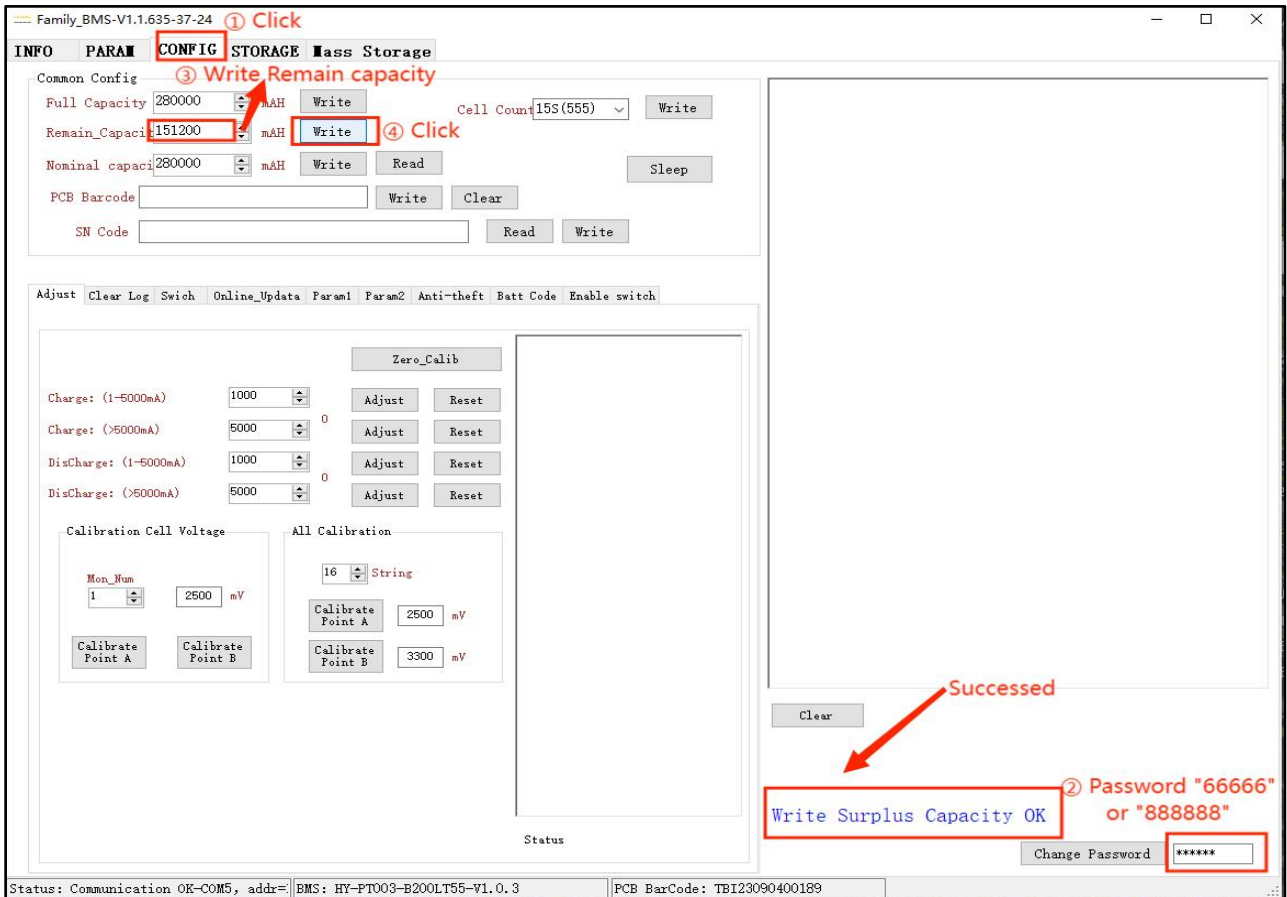 Family_BMS-V1.1.635-37-24
① Click
INFO PARAM CONFIG STORAGE Mass Storage
③ Write Remain capacity
Common Config
Full Capacity 280000 mAH Write Cell Count 15S(555) Write
Remain_Capacit 151200 mAH Write ④ Click
Nominal capaci 280000 mAH Write Read Sleep
PCB Barcode Write Clear
SN Code Read Write
Adjust Clear Log Swich Online_Updata Param1 Param2 Anti-theft Batt Code Enable switch
Zero_Calib
Charge: (1-5000mA) 1000 Adjust Reset
0
Charge: (>5000mA) 5000 Adjust Reset
DisCharge: (1-5000mA) 1000 Adjust Reset
0
DisCharge: (>5000mA) 5000 Adjust Reset
Calibration Cell Voltage
Mon_Num
1 2500 mV
Calibrate
Point A
Calibrate
Point B
All Calibration
16 String
Calibrate
Point A
2500 mV
Calibrate
Point B
3300 mV
Status
Successed
Clear
Write Surplus Capacity OK
② Password "66666"
or "888888"
Change Password ******
Status: Communication OK-COM5, addr= BMS: HY-PT003-B200LT55-V1.0.3 PCB BarCode: TBI23090400189